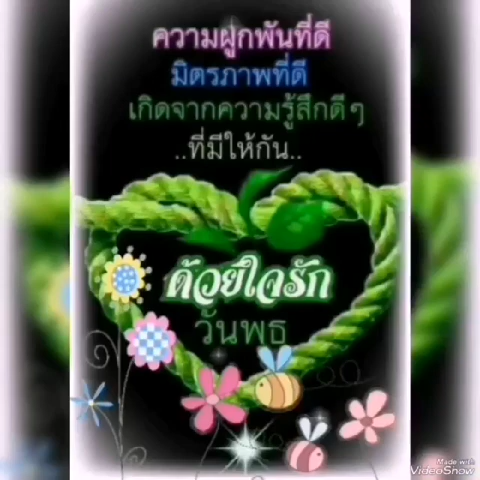 ความผูกพันที่ดี
มิตรภาพที่ดี
เกิดจากความรู้สึกดีๆ
..ที่มีให้กัน..
ด้วยใจรัก
วันพุธ
Made with
VideoShow